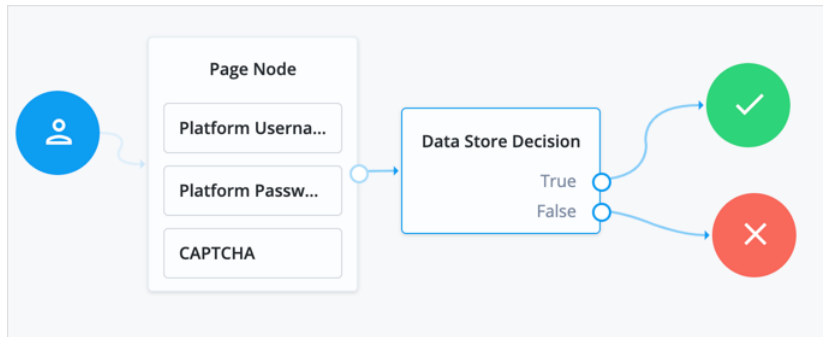 Page Node
Platform Userna...
Platform Passw...
CAPTCHA
Data Store Decision
True
False